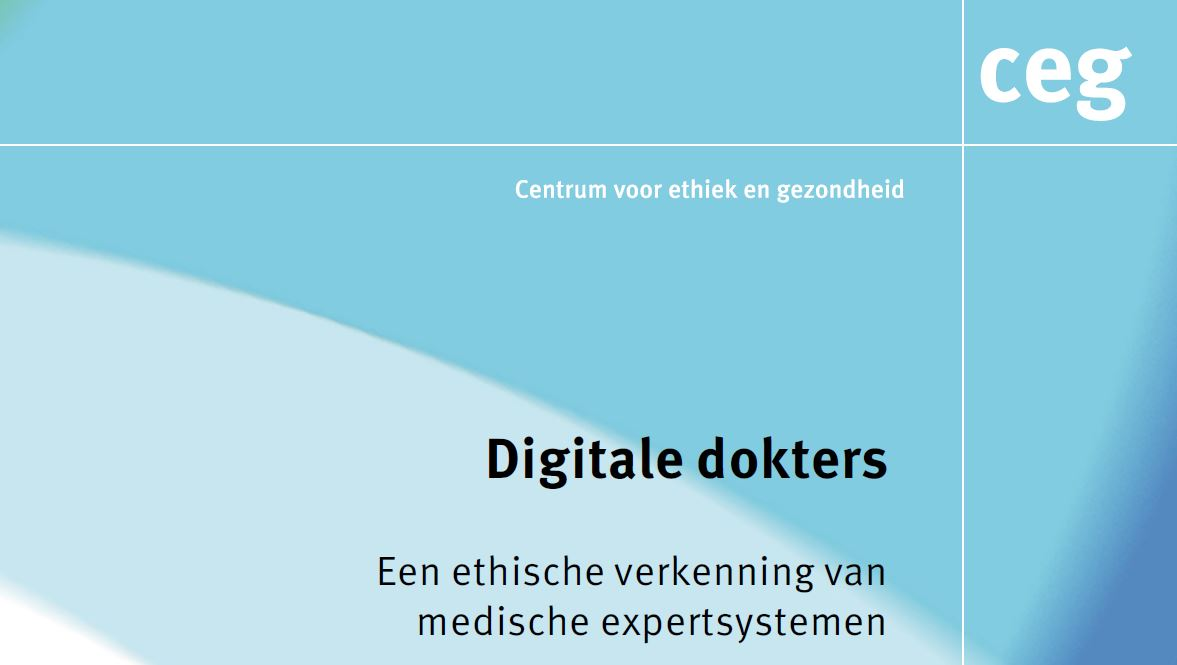 ceg
Centrum voor ethiek en gezondheid
Digitale dokters
Een ethische verkenning van
medische expertsystemen